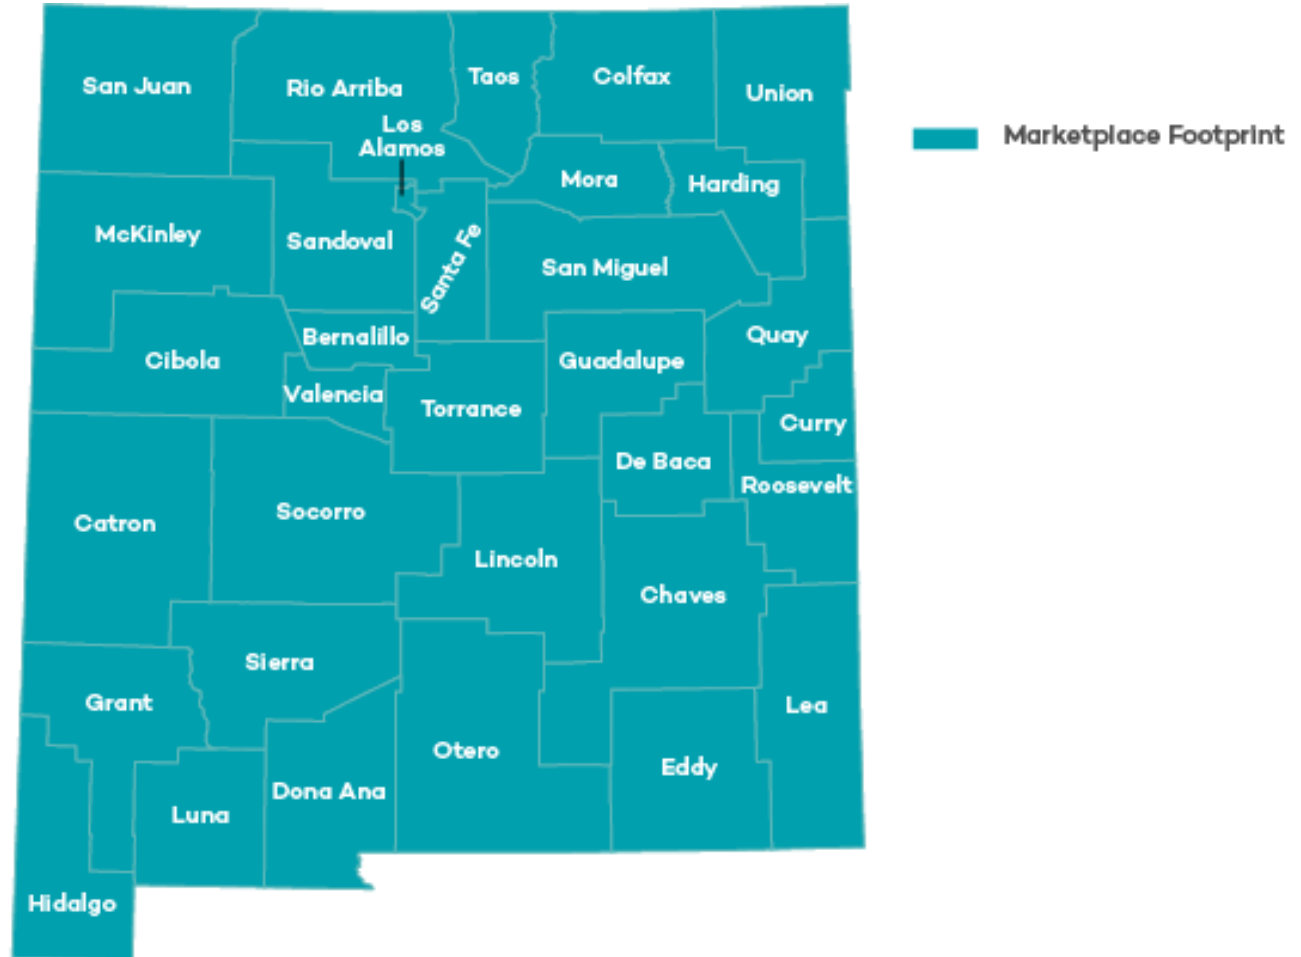 San Juan
Rio Arriba
Taos
Colfax
Union
Los
Alamos
Marketplace Footprint
Mora
Harding
McKinley
Sandoval
Santa Fe
San Miguel
Bernalillo
Quay
Cibola
Guadalupe
Valencia
Torrance
Curry
De Baca
Roosevelt
Catron
Socorro
Lincoln
Chaves
Sierra
Grant
Lea
Otero
Eddy
Dona Ana
Luna
Hidalgo